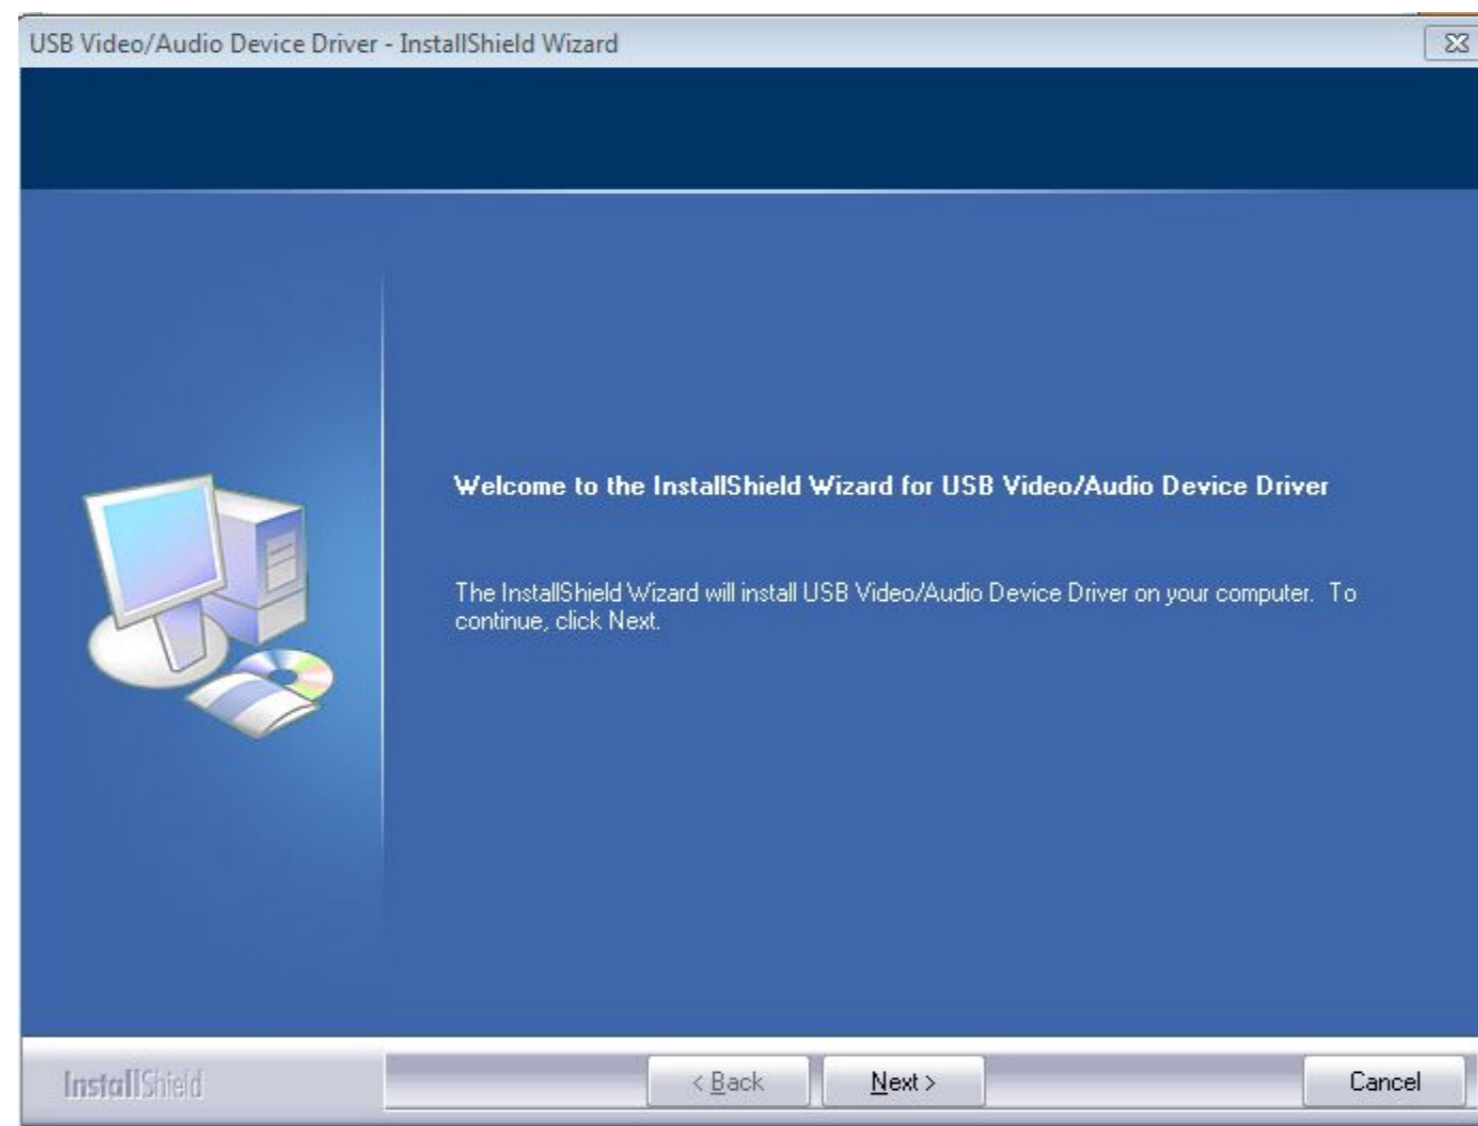 USB Video/Audio Device Driver - InstallShield Wizard
Welcome to the InstallShield Wizard for USB Video/Audio Device Driver
The InstallShield Wizard will install USB Video/Audio Device Driver on your computer. To
continue, click Next.
InstallShield
< Back
Next >
Cancel